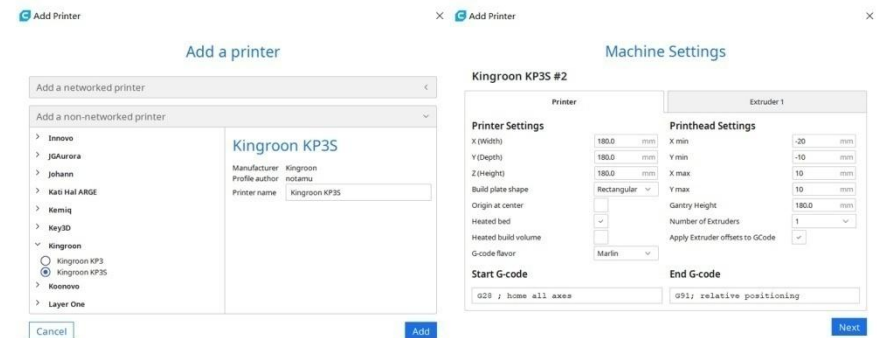 Add Printer
Add a printer
Add a networked printer
Add a non-networked printer
Innovo
JGAurora
Johann
Kati Hal ARGE
Kemiq
Key3D
Kingroon
Kingroon KP3
Kingroon KP3S
Koonovo
Layer One
Kingroon KP3S
Manufacturer Kingroon
Profile author notamu
Printer name Kingroon KP3S
Cancel Add
Add Printer
Machine Settings
Kingroon KP3S #2
Printer Extruder 1
Printer Settings
X (Width) 180.0 mm
Y (Depth) 180.0 mm
Z (Height) 180.0 mm
Build plate shape Rectangular
Origin at center
Heated bed
Heated build volume
G-code flavor Marlin
Printhead Settings
X min -20 mm
Y min -10 mm
X max 10 mm
Y max 10 mm
Gantry Height 180.0 mm
Number of Extruders 1
Apply Extruder offsets to GCode
Start G-code
G28 ; home all axes
End G-code
G91; relative positioning
Next